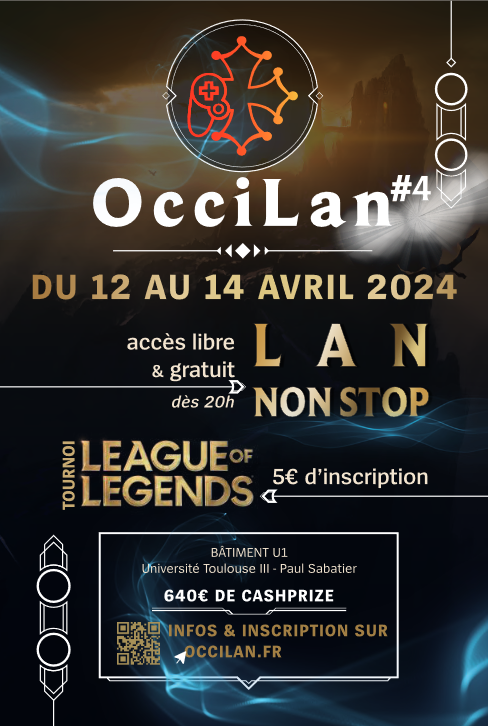 OcciLan#4
DU 12 AU 14 AVRIL 2024
accès libre
& gratuit
dès 20h
LAN
NON STOP
TOURNOI
LEAGUE OF
LEGENDS
5€ d'inscription
BÂTIMENT U1
Université Toulouse III - Paul Sabatier
640€ DE CASHPRIZE
INFOS & INSCRIPTION SUR
OCCILAN.FR